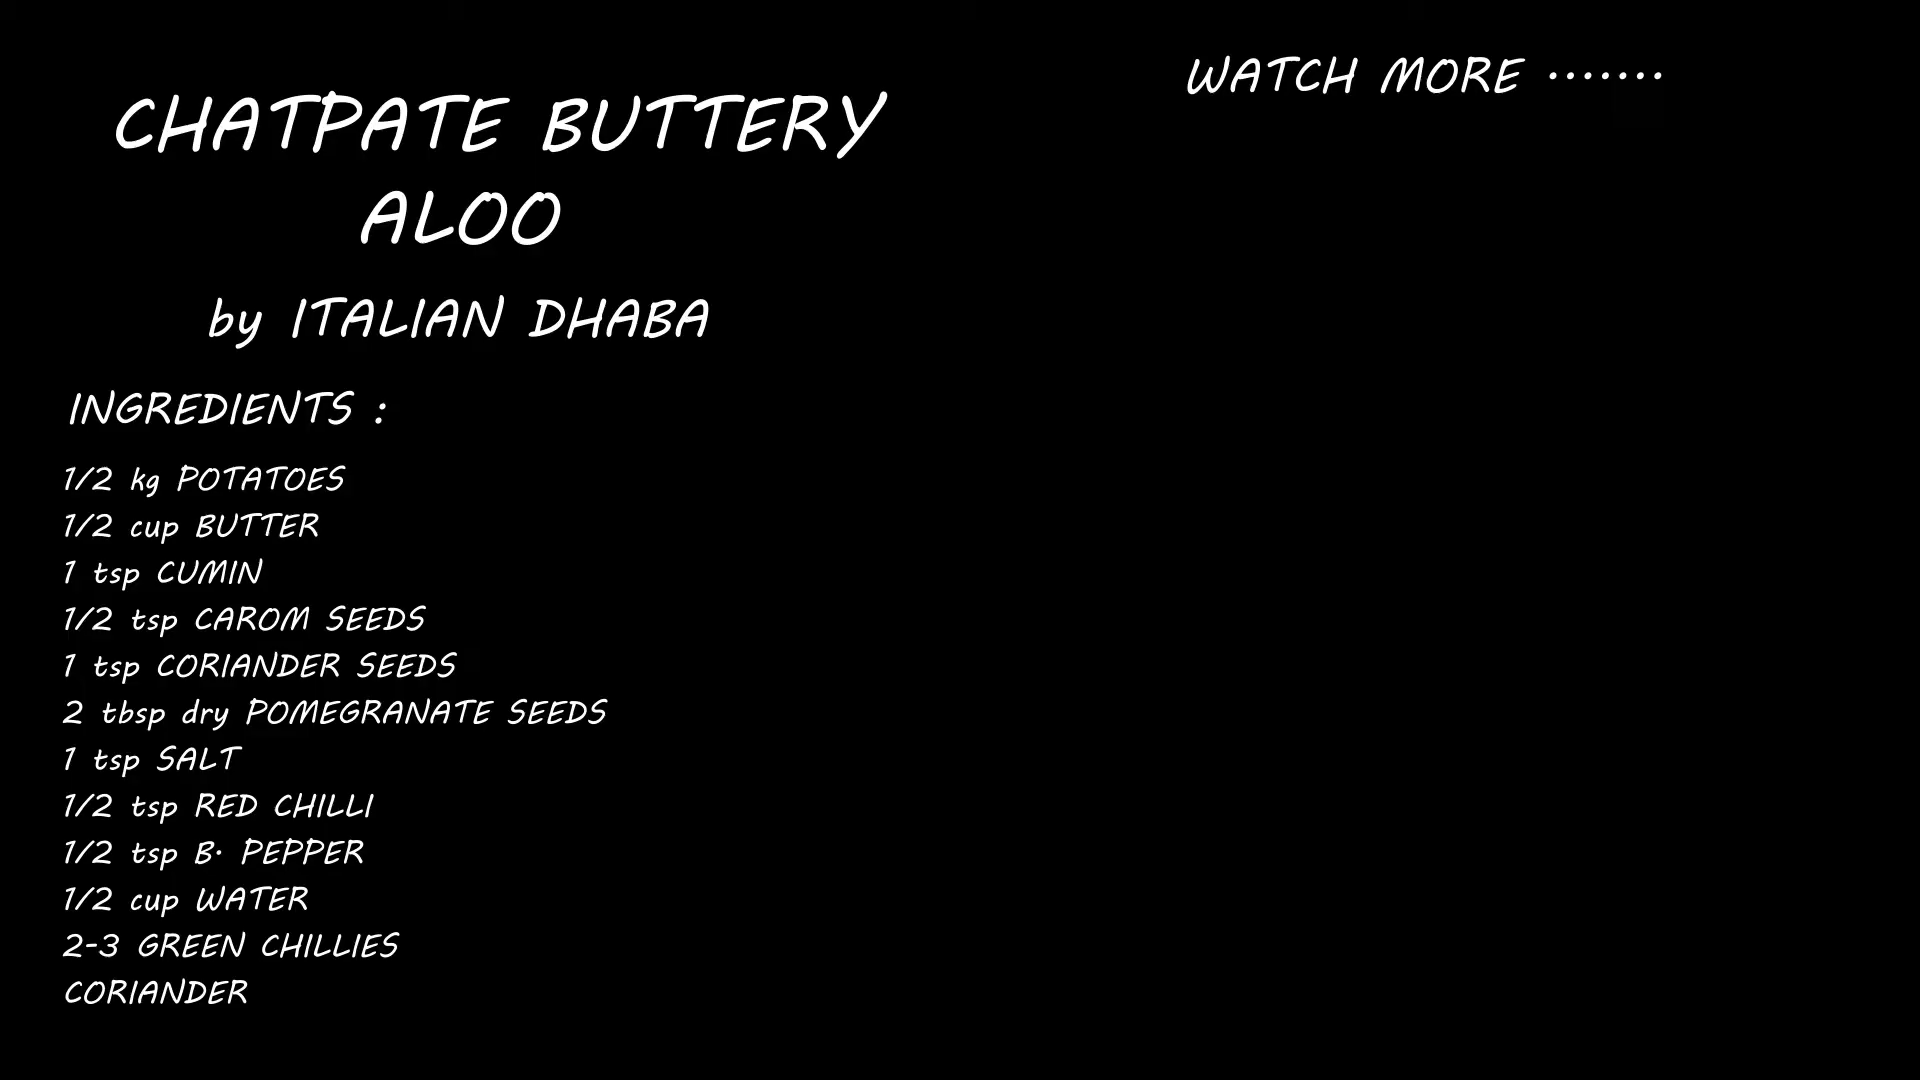 CHATPATE BUTTERY
ALOO
by ITALIAN DHABA
INGREDIENTS :
1/2 kg POTATOES
1/2 cup BUTTER
1 tsp CUMIN
1/2 tsp CAROM SEEDS
1 tsp CORIANDER SEEDS
2 tbsp dry POMEGRANATE SEEDS
1 tsp SALT
1/2 tsp RED CHILLI
1/2 tsp B. PEPPER
1/2 cup WATER
2-3 GREEN CHILLIES
CORIANDER
WATCH MORE .......